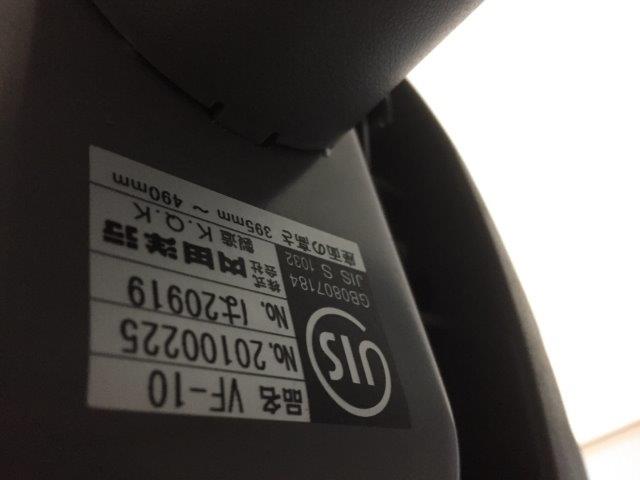 JIS
GB0807184
JIS S 1032
品名 VF-10
No. 20100225
No. は20919
株式会社 内田洋行
製造 K.Q.K
座面の高さ 395mm ～ 490mm